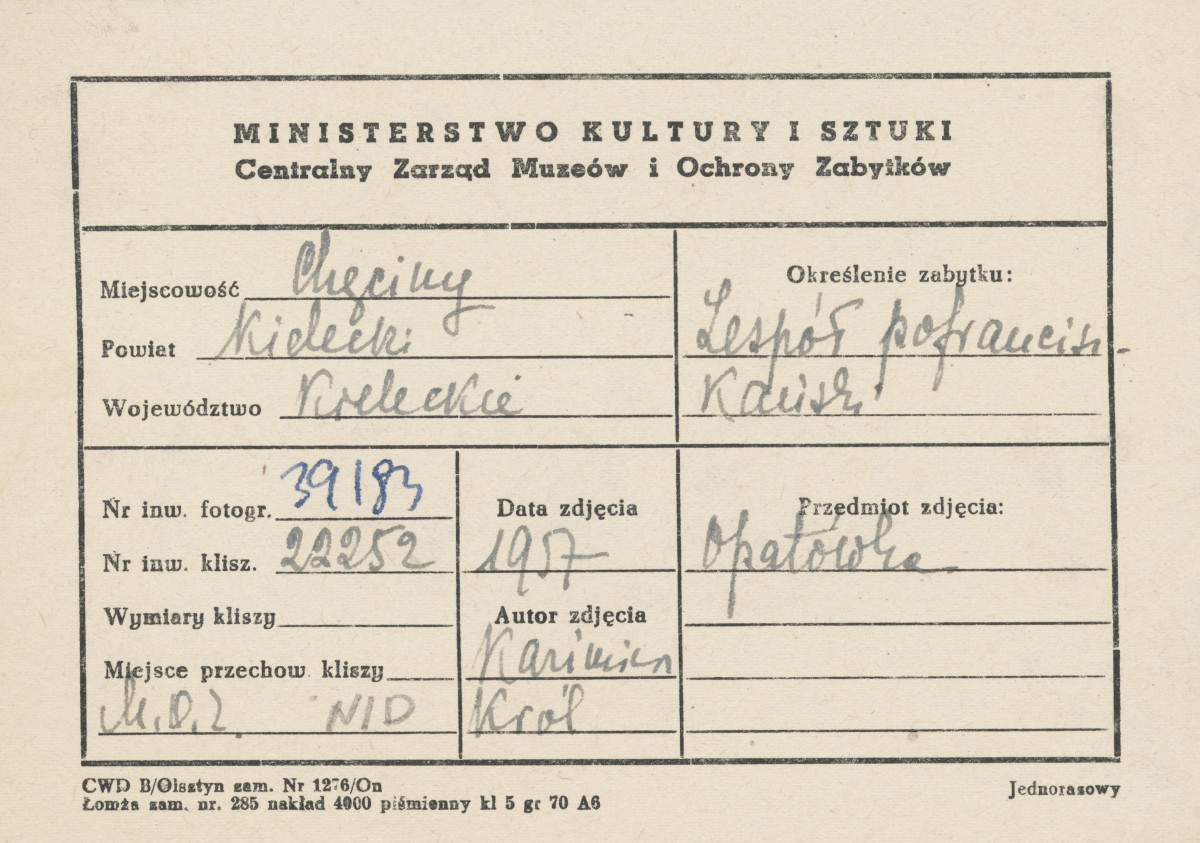 MINISTERSTWO KULTURY I SZTUKI
Centralny Zarząd Muzeów i Ochrony Zabytków
Miejscowość Chęciny
Powiat Kielecki
Województwo Kieleckie
Określenie zabytku:
Zespół pofrancisz-
kański
Nr inw. fotogr. 39183
Nr inw. klisz. 22252
Wymiary kliszy
Miejsce przechow. kliszy
M.O.Z. NID
Data zdjęcia
1957
Autor zdjęcia
Kazimierz
Król
Przedmiot zdjęcia:
Opatówka
CWD B/Olsztyn zam. Nr 1276/On
Łomża zam. nr. 285 nakład 4000 piśmienny kl 5 gr 70 A6
Jednorazowy